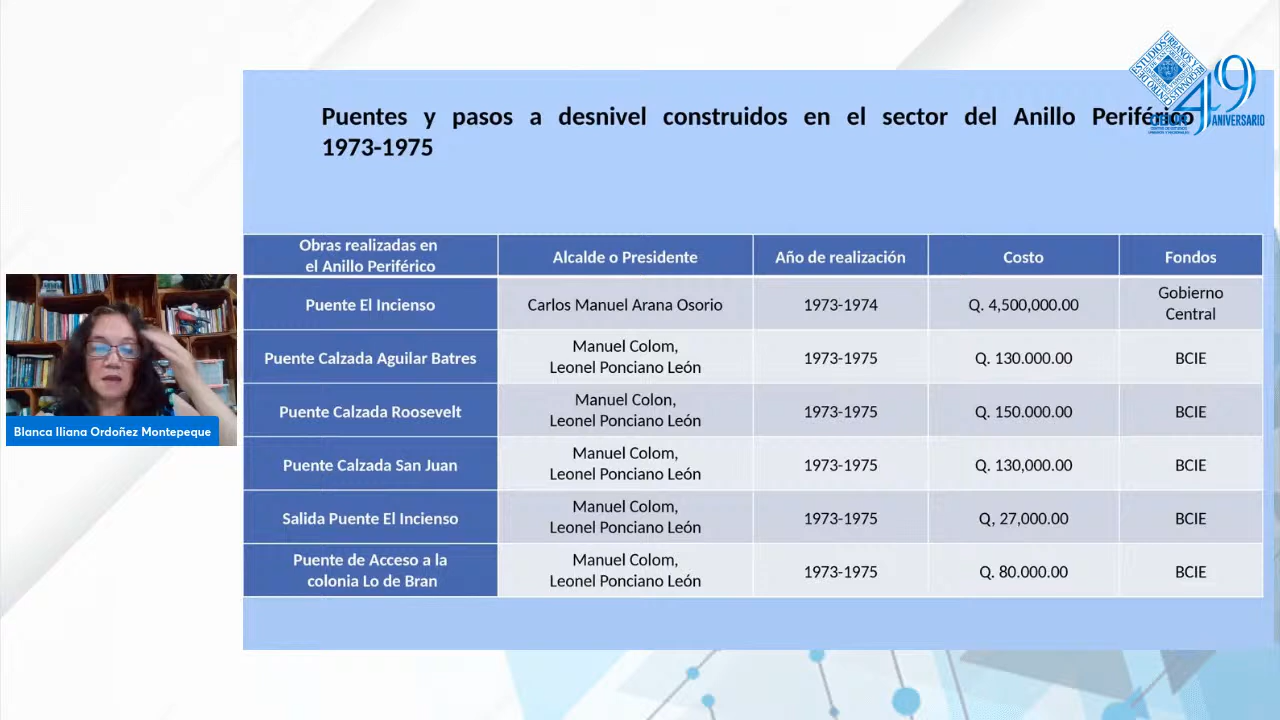 Puentes y pasos a desnivel construidos en el sector del Anillo Periférico
1973-1975
49
ANIVERSARIO
Obras realizadas en
el Anillo Periférico
Alcalde o Presidente
Año de realización
Costo
Fondos
Puente El Incienso
Carlos Manuel Arana Osorio
1973-1974
Q. 4,500,000.00
Gobierno
Central
Puente Calzada Aguilar Batres
Manuel Colom,
Leonel Ponciano León
1973-1975
Q. 130.000.00
BCIE
Puente Calzada Roosevelt
Manuel Colon,
Leonel Ponciano León
1973-1975
Q. 150.000.00
BCIE
Puente Calzada San Juan
Manuel Colom,
Leonel Ponciano León
1973-1975
Q. 130,000.00
BCIE
Salida Puente El Incienso
Manuel Colom,
Leonel Ponciano León
1973-1975
Q, 27,000.00
BCIE
Puente de Acceso a la
colonia Lo de Bran
Manuel Colom,
Leonel Ponciano León
1973-1975
Q. 80.000.00
BCIE
Blanca Iliana Ordoñez Montepeque